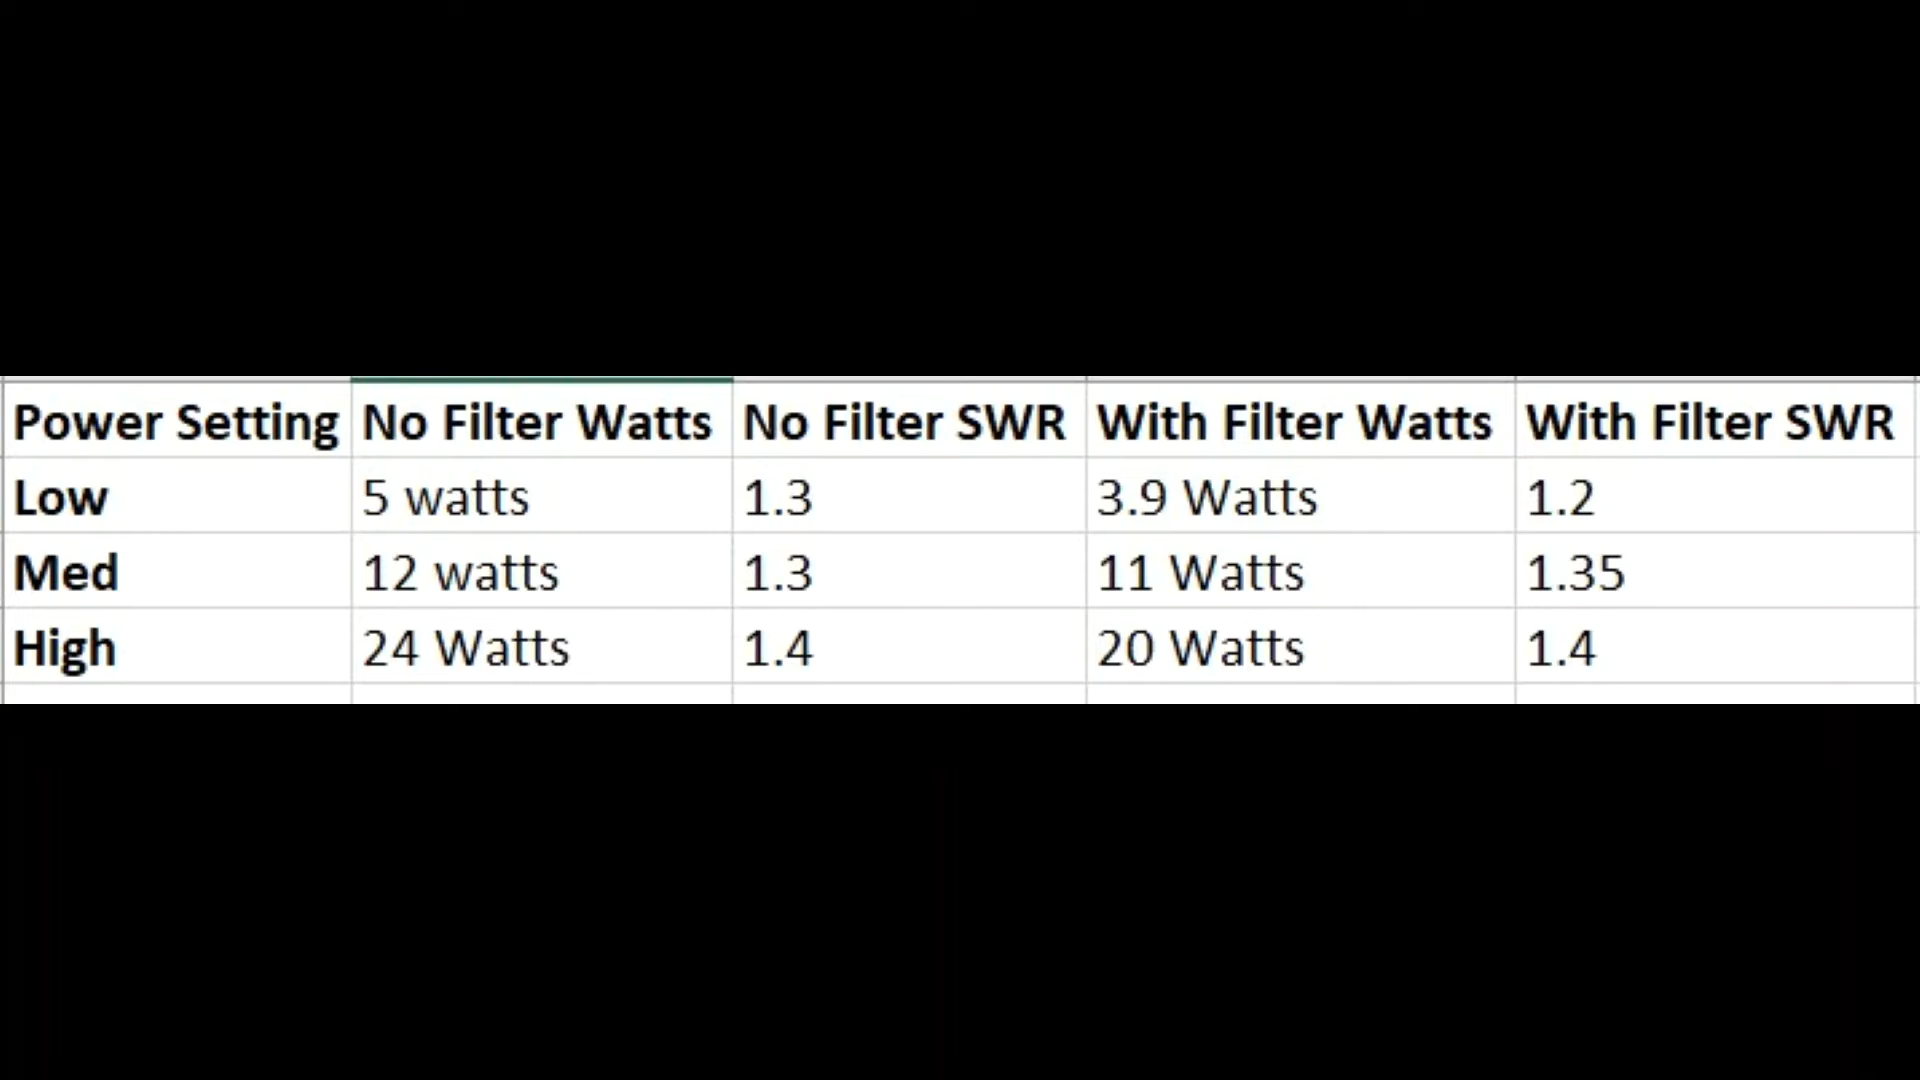 Power Setting No Filter Watts No Filter SWR With Filter Watts With Filter SWR
Low 5 watts 1.3 3.9 Watts 1.2
Med 12 watts 1.3 11 Watts 1.35
High 24 Watts 1.4 20 Watts 1.4